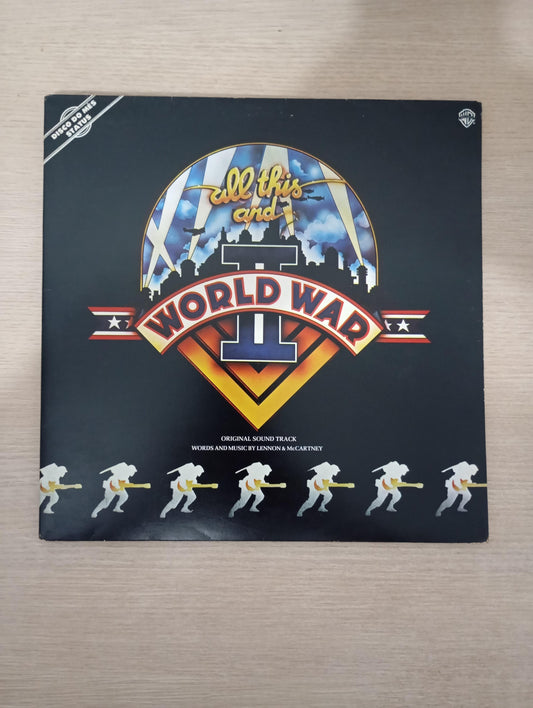 DISCO DO MÊS
STATUS
all this
and
II
WORLD WAR
ORIGINAL SOUND TRACK
WORDS AND MUSIC BY LENNON & McCARTNEY